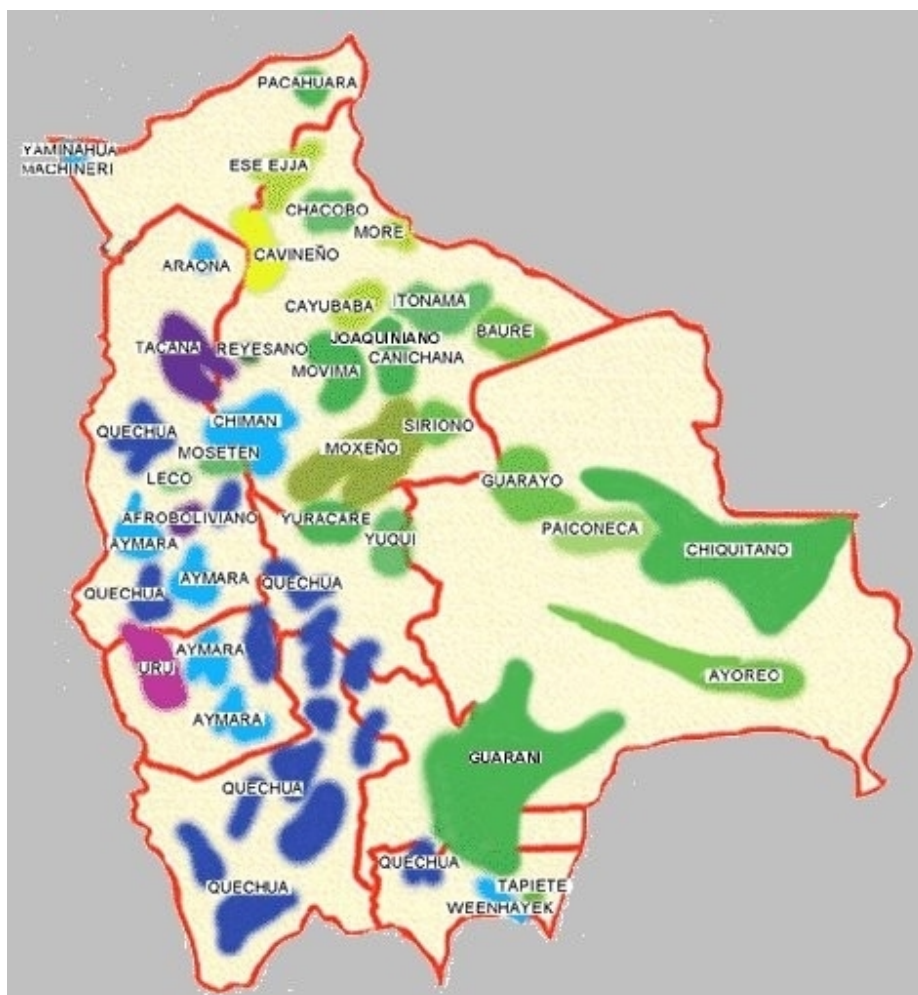 PACAHUARA
YAMINAHUA
MACHINERI
ESE EJJA
CHACOBO
MORE
CAVINEÑO
ARAONA
CAYUBABA
ITONAMA
BAURE
JOAQUINIANO
TACANA
REYESANO
CANICHANA
MOVIMA
CHIMAN
SIRIONO
QUECHUA
MOXEÑO
MOSETEN
LECO
GUARAYO
AFROBOLIVIANO
YURACARE
PAICONECA
AYMARA
YUQUI
CHIQUITANO
AYMARA
QUECHUA
QUECHUA
AYMARA
URU
AYOREO
AYMARA
GUARANI
QUECHUA
QUECHUA
QUECHUA
TAPIETE
WEENHAYEK